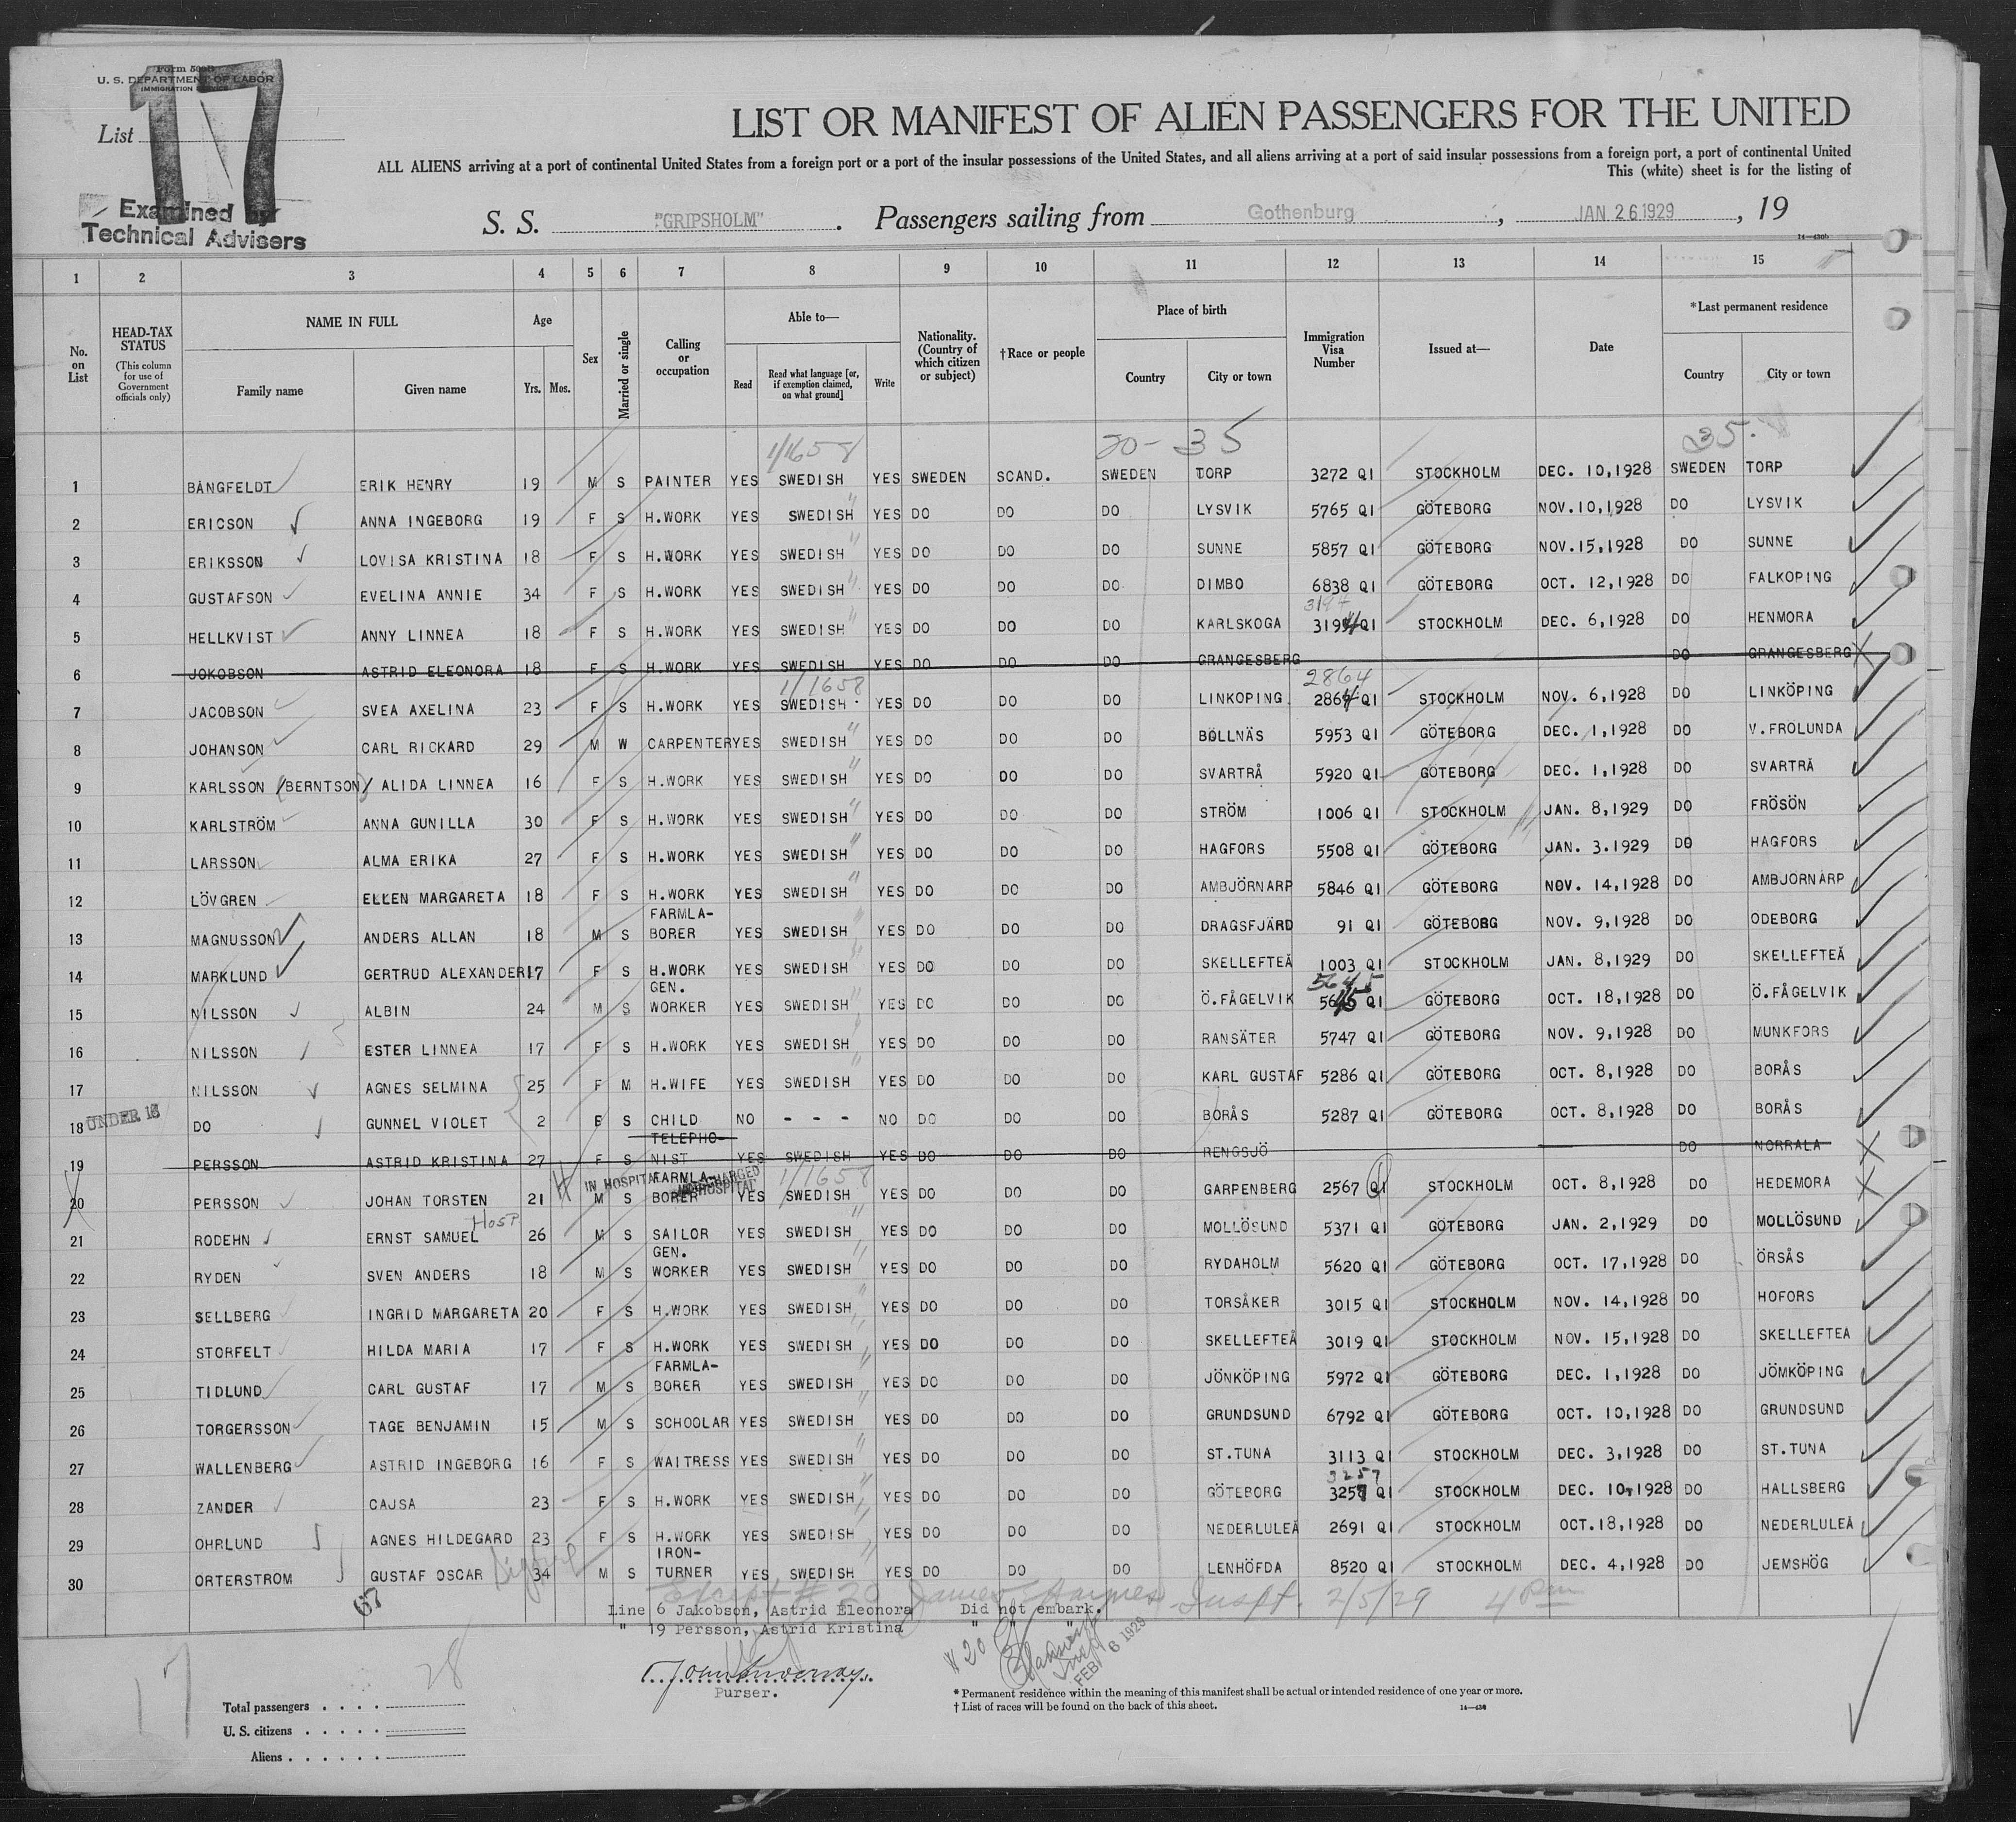 Form 500B
U. S. DEPARTMENT OF LABOR
IMMIGRATION SERVICE
List 17
Examined by
Technical Advisers
LIST OR MANIFEST OF ALIEN PASSENGERS FOR THE UNITED
ALL ALIENS arriving at a port of continental United States from a foreign port or a port of the insular possessions of the United States, and all aliens arriving at a port of said insular possessions from a foreign port, a port of continental United
This (white) sheet is for the listing of
S. S. "GRIPSHOLM". Passengers sailing from Gothenburg, JAN 26 1929, 19
14—430b
1 2 3 4 5 6 7 8 9 10 11 12 13 14 15
No. on List
HEAD-TAX STATUS (This column for use of Government officials only)
NAME IN FULL
Family name Given name
Age
Yrs. Mos.
Sex
Married or single
Calling or occupation
Able to—
Read Read what language [or, if exemption claimed, on what ground] Write
Nationality. (Country of which citizen or subject)
†Race or people
Place of birth
Country City or town
Immigration Visa Number
Issued at—
Date
*Last permanent residence
Country City or town
1/1658 20- 35 35.
1 BÅNGFELDT ERIK HENRY 19 M S PAINTER YES SWEDISH YES SWEDEN SCAND. SWEDEN TORP 3272 QI STOCKHOLM DEC. 10,1928 SWEDEN TORP
2 ERICSON ANNA INGEBORG 19 F S H.WORK YES SWEDISH YES DO DO DO LYSVIK 5765 QI GÖTEBORG NOV.10,1928 DO LYSVIK
3 ERIKSSON LOVISA KRISTINA 18 F S H.WORK YES SWEDISH YES DO DO DO SUNNE 5857 QI GÖTEBORG NOV.15,1928 DO SUNNE
4 GUSTAFSON EVELINA ANNIE 34 F S H.WORK YES SWEDISH YES DO DO DO DIMBO 6838 QI GÖTEBORG OCT. 12,1928 DO FALKOPING
3194
5 HELLKVIST ANNY LINNEA 18 F S H.WORK YES SWEDISH YES DO DO DO KARLSKOGA 3194 QI STOCKHOLM DEC. 6,1928 DO HENMORA
6 JOKOBSON ASTRID ELEONORA 18 F S H.WORK YES SWEDISH YES DO DO DO GRANGESBERG DO GRANGESBERG
1/1658 2864
7 JACOBSON SVEA AXELINA 23 F S H.WORK YES SWEDISH YES DO DO DO LINKOPING 2864 QI STOCKHOLM NOV. 6,1928 DO LINKÖPING
8 JOHANSON CARL RICKARD 29 M W CARPENTER YES SWEDISH YES DO DO DO BOLLNÄS 5953 QI GÖTEBORG DEC. 1,1928 DO V.FROLUNDA
9 KARLSSON (BERNTSON) ALIDA LINNEA 16 F S H.WORK YES SWEDISH YES DO DO DO SVARTRÅ 5920 QI GÖTEBORG DEC. 1,1928 DO SVARTRÅ
10 KARLSTRÖM ANNA GUNILLA 30 F S H.WORK YES SWEDISH YES DO DO DO STRÖM 1006 QI STOCKHOLM JAN. 8,1929 DO FRÖSÖN
11 LARSSON ALMA ERIKA 27 F S H.WORK YES SWEDISH YES DO DO DO HAGFORS 5508 QI GÖTEBORG JAN. 3.1929 DO HAGFORS
12 LÖVGREN ELLEN MARGARETA 18 F S H.WORK YES SWEDISH YES DO DO DO AMBJÖRNARP 5846 QI GÖTEBORG NOV. 14,1928 DO AMBJORNARP
13 MAGNUSSON ANDERS ALLAN 18 M S FARMLA-BORER YES SWEDISH YES DO DO DO DRAGSFJÄRD 91 QI GÖTEBORG NOV. 9,1928 DO ODEBORG
14 MARKLUND GERTRUD ALEXANDER 17 F S H.WORK YES SWEDISH YES DO DO DO SKELLEFTEÅ 1003 QI STOCKHOLM JAN. 8,1929 DO SKELLEFTEÅ
5645
15 NILSSON ALBIN 24 M S GEN. WORKER YES SWEDISH YES DO DO DO Ö.FÅGELVIK 5645 QI GÖTEBORG OCT. 18,1928 DO Ö.FÅGELVIK
16 NILSSON ESTER LINNEA 17 F S H.WORK YES SWEDISH YES DO DO DO RANSÄTER 5747 QI GÖTEBORG NOV. 9,1928 DO MUNKFORS
17 NILSSON AGNES SELMINA 25 F M H.WIFE YES SWEDISH YES DO DO DO KARL GUSTAF 5286 QI GÖTEBORG OCT. 8,1928 DO BORÅS
18 UNDER 16 DO GUNNEL VIOLET 2 F S CHILD NO - - - NO DO DO DO BORÅS 5287 QI GÖTEBORG OCT. 8,1928 DO BORÅS
19 PERSSON ASTRID KRISTINA 27 F S TELEPHO-NIST YES SWEDISH YES DO DO DO RENGSJÖ DO NORRALA
IN HOSPITAL DISCHARGED HOSPITAL 1/1658
20 PERSSON JOHAN TORSTEN 21 M S FARMLA-BORER YES SWEDISH YES DO DO DO GARPENBERG 2567 QI STOCKHOLM OCT. 8,1928 DO HEDEMORA
Hosp
21 RODEHN ERNST SAMUEL 26 M S SAILOR YES SWEDISH YES DO DO DO MOLLÖSUND 5371 QI GÖTEBORG JAN. 2,1929 DO MOLLÖSUND
22 RYDEN SVEN ANDERS 18 M S GEN. WORKER YES SWEDISH YES DO DO DO RYDAHOLM 5620 QI GÖTEBORG OCT. 17,1928 DO ÖRSÅS
23 SELLBERG INGRID MARGARETA 20 F S H.WORK YES SWEDISH YES DO DO DO TORSÅKER 3015 QI STOCKHOLM NOV. 14,1928 DO HOFORS
24 STORFELT HILDA MARIA 17 F S H.WORK YES SWEDISH YES DO DO DO SKELLEFTEÅ 3019 QI STOCKHOLM NOV. 15,1928 DO SKELLEFTEA
25 TIDLUND CARL GUSTAF 17 M S FARMLA-BORER YES SWEDISH YES DO DO DO JÖNKÖPING 5972 QI GÖTEBORG DEC. 1,1928 DO JÖMKÖPING
26 TORGERSSON TAGE BENJAMIN 15 M S SCHOOLAR YES SWEDISH YES DO DO DO GRUNDSUND 6792 QI GÖTEBORG OCT. 10,1928 DO GRUNDSUND
27 WALLENBERG ASTRID INGEBORG 16 F S WAITRESS YES SWEDISH YES DO DO DO ST.TUNA 3113 QI STOCKHOLM DEC. 3,1928 DO ST.TUNA
3257
28 ZANDER CAJSA 23 F S H.WORK YES SWEDISH YES DO DO DO GÖTEBORG 3257 QI STOCKHOLM DEC. 10,1928 DO HALLSBERG
29 OHRLUND AGNES HILDEGARD 23 F S H.WORK YES SWEDISH YES DO DO DO NEDERLULEÅ 2691 QI STOCKHOLM OCT.18,1928 DO NEDERLULEÅ
30 ORTERSTROM GUSTAF OSCAR 34 M S IRON-TURNER YES SWEDISH YES DO DO DO LENHÖFDA 8520 QI STOCKHOLM DEC. 4,1928 DO JEMSHÖG
Except # 20 James Inspt. 2/5/29 4 Pm
Line 6 Jakobson, Astrid Eleonora Did not embark.
" 19 Persson, Astrid Kristina " " "
# 20
FEB 6 1929
Purser.
17 28
Total passengers
U. S. citizens
Aliens
* Permanent residence within the meaning of this manifest shall be actual or intended residence of one year or more.
† List of races will be found on the back of this sheet.
14—430